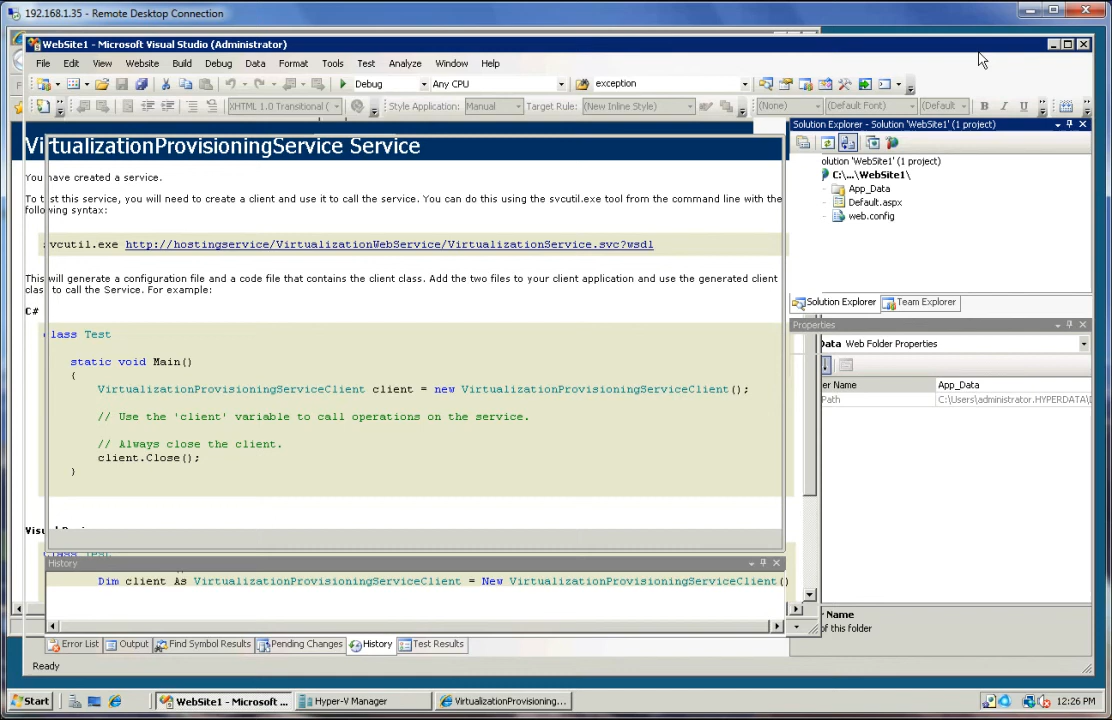 192.168.1.35 - Remote Desktop Connection
WebSite1 - Microsoft Visual Studio (Administrator)
File Edit View Website Build Debug Data Format Tools Test Analyze Window Help
Debug Any CPU exception
XHTML 1.0 Transitional ( Style Application: Manual Target Rule: (New Inline Style) (None) (Default Font) (Default B I U
VirtualizationProvisioningService Service
You have created a service.
To test this service, you will need to create a client and use it to call the service. You can do this using the svcutil.exe tool from the command line with the
following syntax:
svcutil.exe http://hostingservice/VirtualizationWebService/VirtualizationService.svc?wsdl
This will generate a configuration file and a code file that contains the client class. Add the two files to your client application and use the generated client
class to call the Service. For example:
C#
class Test
static void Main()
{
VirtualizationProvisioningServiceClient client = new VirtualizationProvisioningServiceClient();
// Use the 'client' variable to call operations on the service.
// Always close the client.
client.Close();
}
Class Test
History
Dim client As VirtualizationProvisioningServiceClient = New VirtualizationProvisioningServiceClient()
Error List Output Find Symbol Results Pending Changes History Test Results
Ready
Solution Explorer - Solution 'WebSite1' (1 project)
olution 'WebSite1' (1 project)
C:\...\WebSite1\
App_Data
Default.aspx
web.config
Solution Explorer Team Explorer
Properties
Data Web Folder Properties
er Name App_Data
Path C:\Users\administrator.HYPERDATA\
Name
of this folder
Start WebSite1 - Microsoft ... Hyper-V Manager VirtualizationProvisioning... 12:26 PM